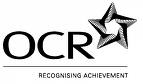 OCR
RECOGNISING ACHIEVEMENT